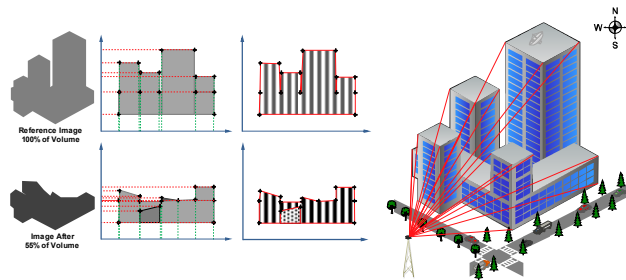 Reference Image
100% of Volume
Image After
55% of Volume
N
W
E
S